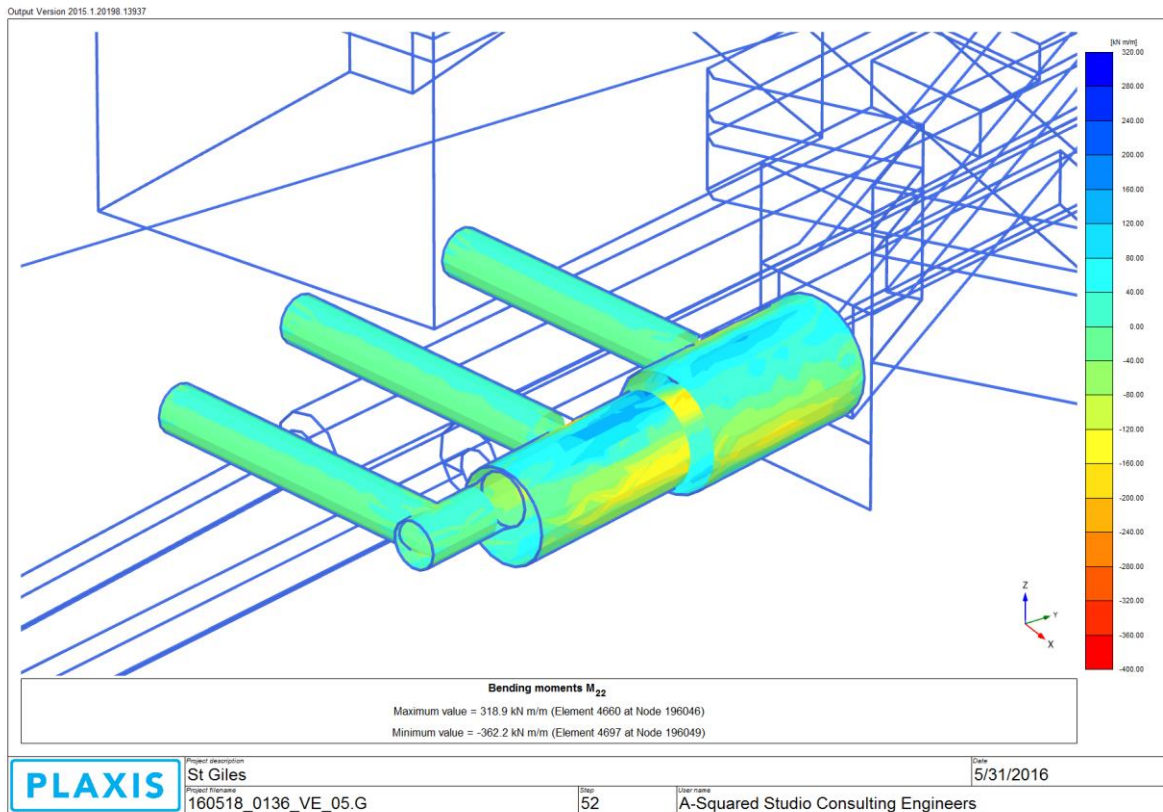 Output Version 2015.1.20198.13937
[kN m/m]
320.00
280.00
240.00
200.00
160.00
120.00
80.00
40.00
0.00
-40.00
-80.00
-120.00
-160.00
-200.00
-240.00
-280.00
-320.00
-360.00
-400.00
Z
Y
X
Bending moments M22
Maximum value = 318.9 kN m/m (Element 4660 at Node 196046)
Minimum value = -362.2 kN m/m (Element 4697 at Node 196049)
PLAXIS
Project description
St Giles
Date
5/31/2016
Project filename
160518_0136_VE_05.G
Step
52
User name
A-Squared Studio Consulting Engineers